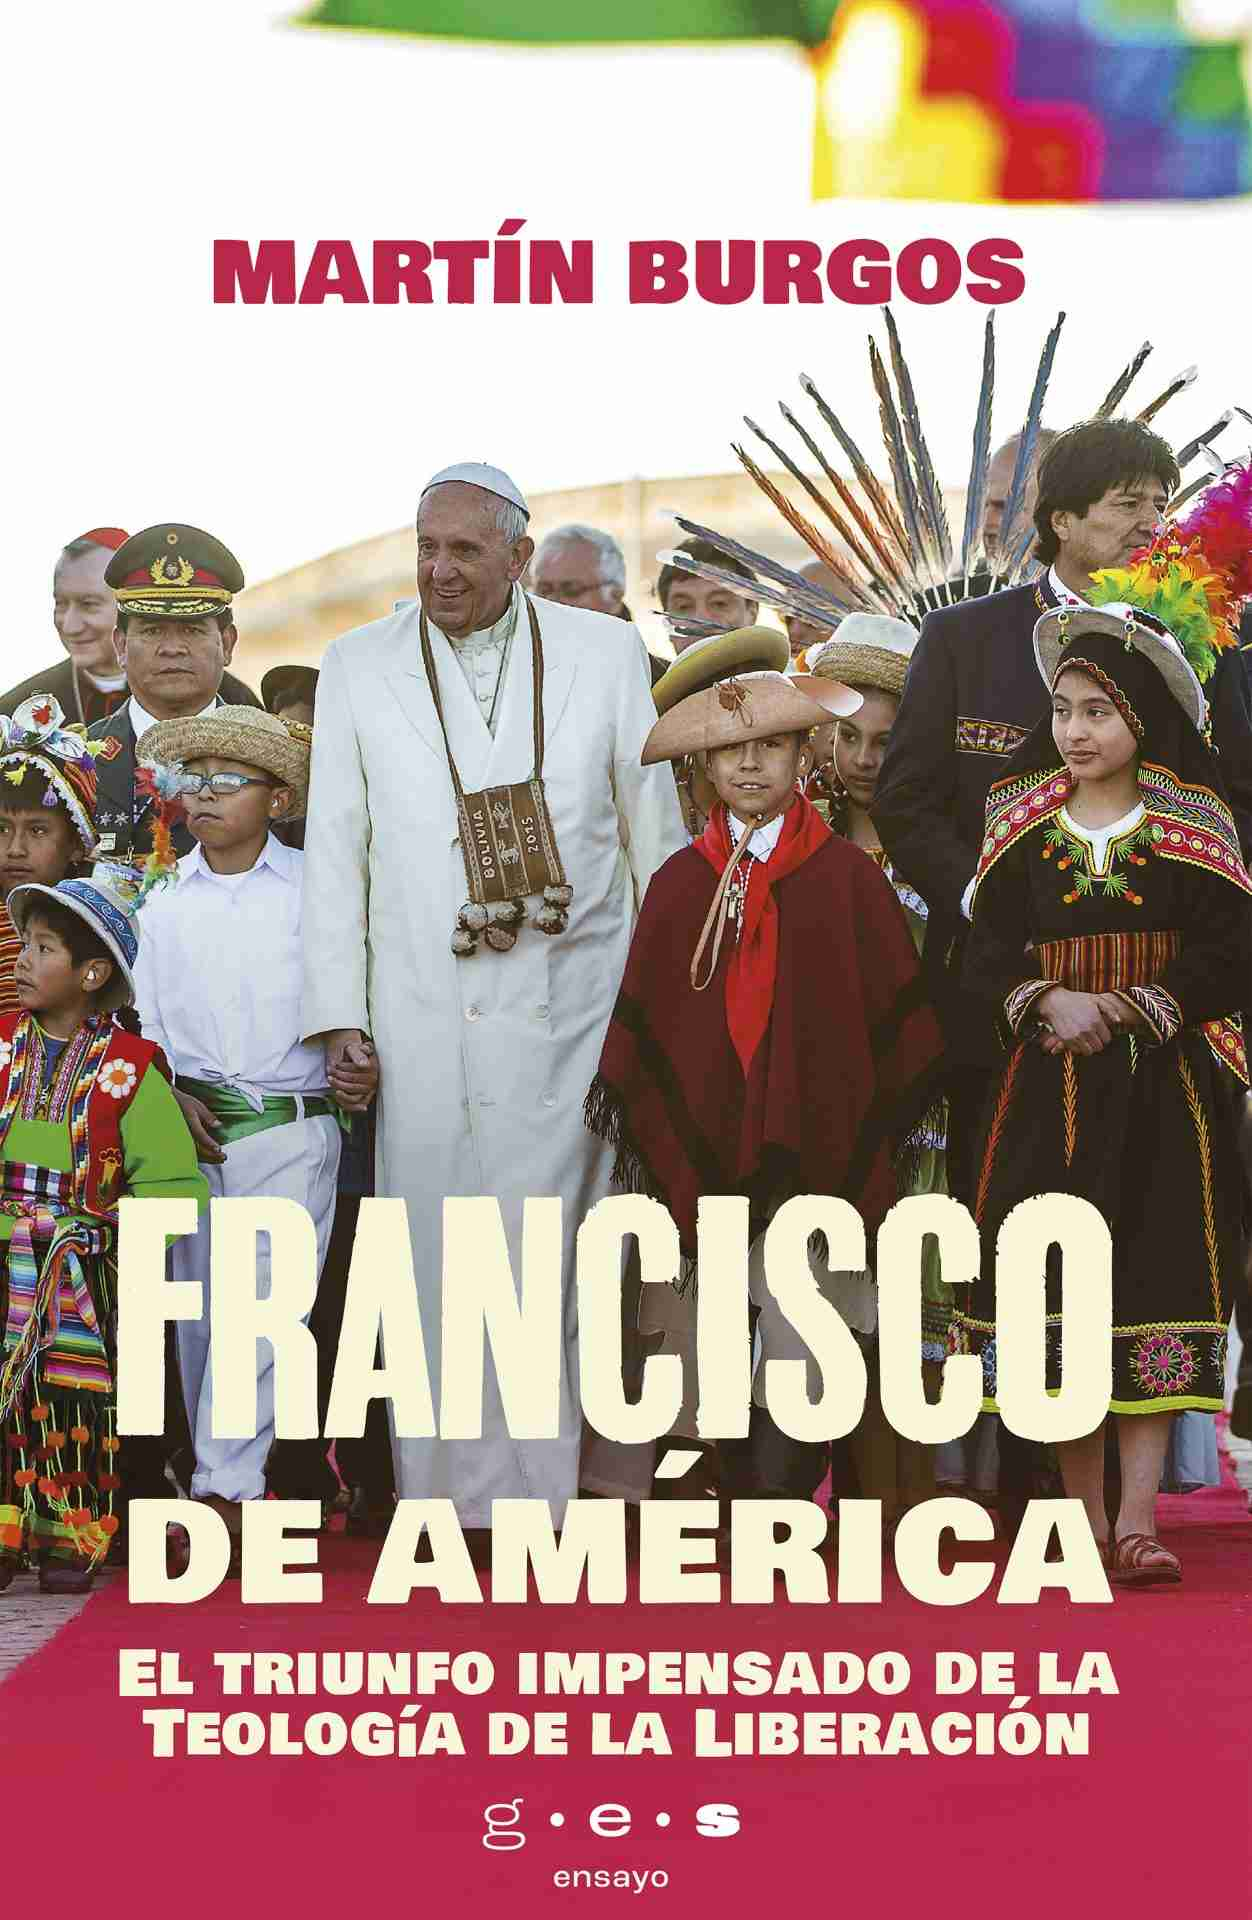 MARTÍN BURGOS
BOLIVIA
2015
FRANCISCO
DE AMÉRICA
EL TRIUNFO IMPENSADO DE LA
TEOLOGÍA DE LA LIBERACIÓN
g·e·s
ensayo